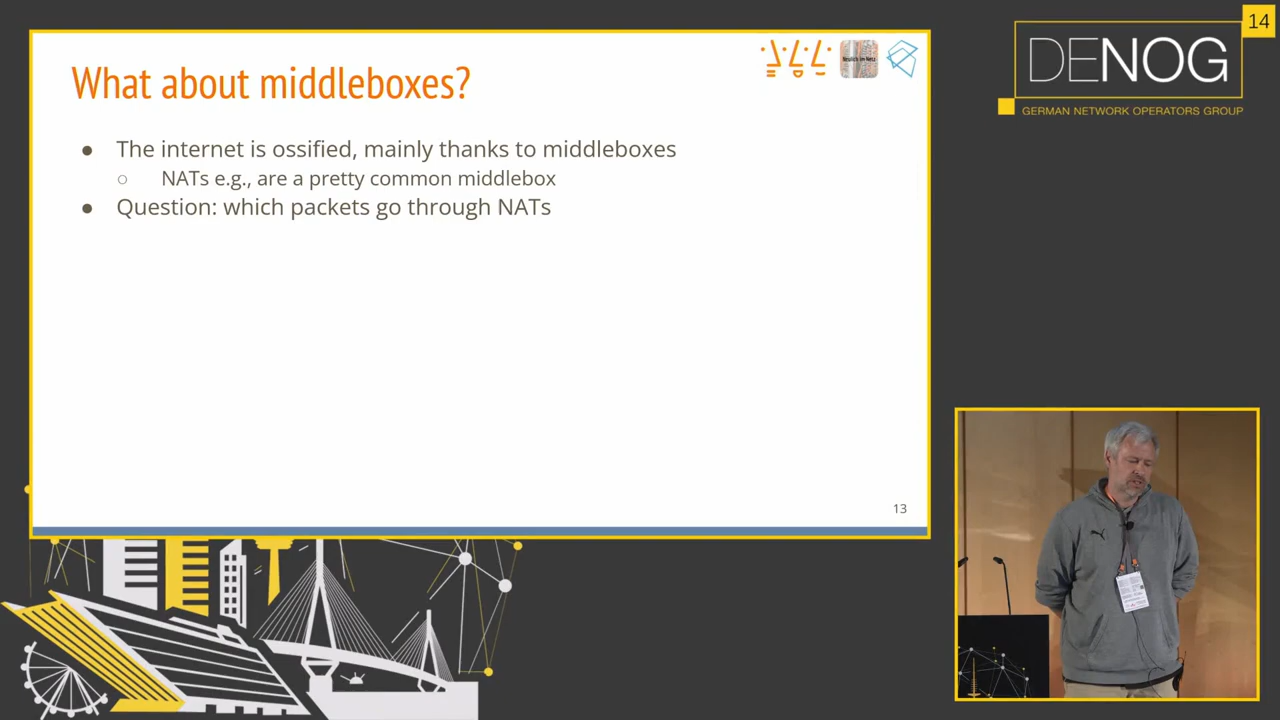 What about middleboxes?
● The internet is ossified, mainly thanks to middleboxes
○ NATs e.g., are a pretty common middlebox
● Question: which packets go through NATs
13
14
DENOG
GERMAN NETWORK OPERATORS GROUP